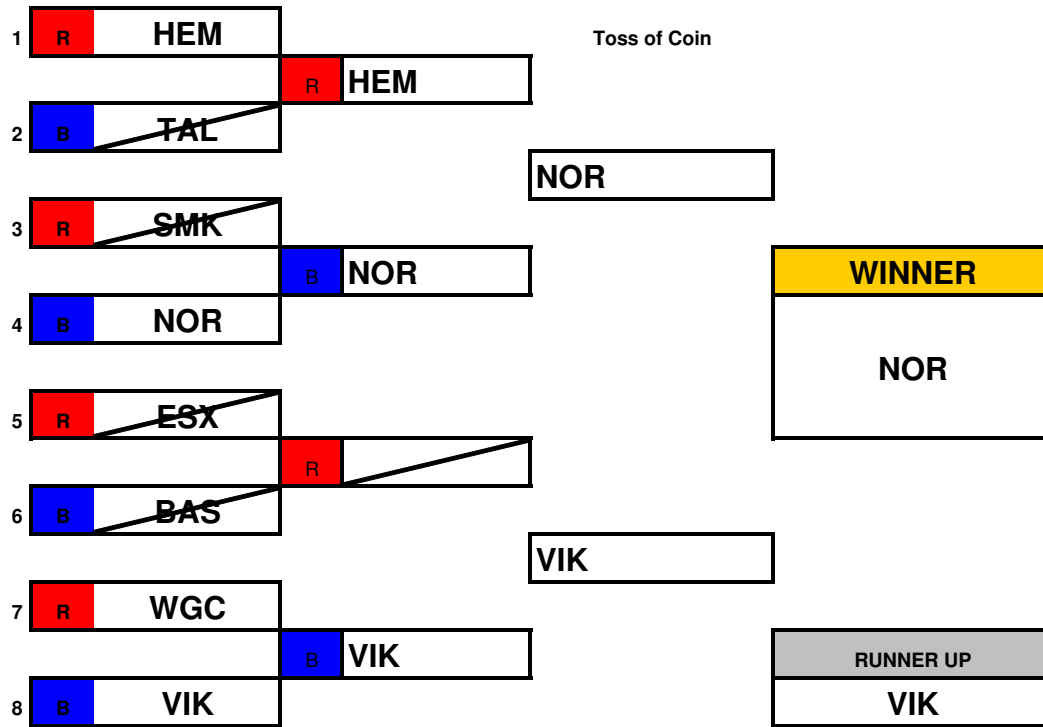 1 R HEM
Toss of Coin
R HEM
2 B TAL
NOR
3 R SMK
B NOR
WINNER
4 B NOR
NOR
5 R ESX
R
6 B BAS
VIK
7 R WGC
B VIK
RUNNER UP
8 B VIK
VIK